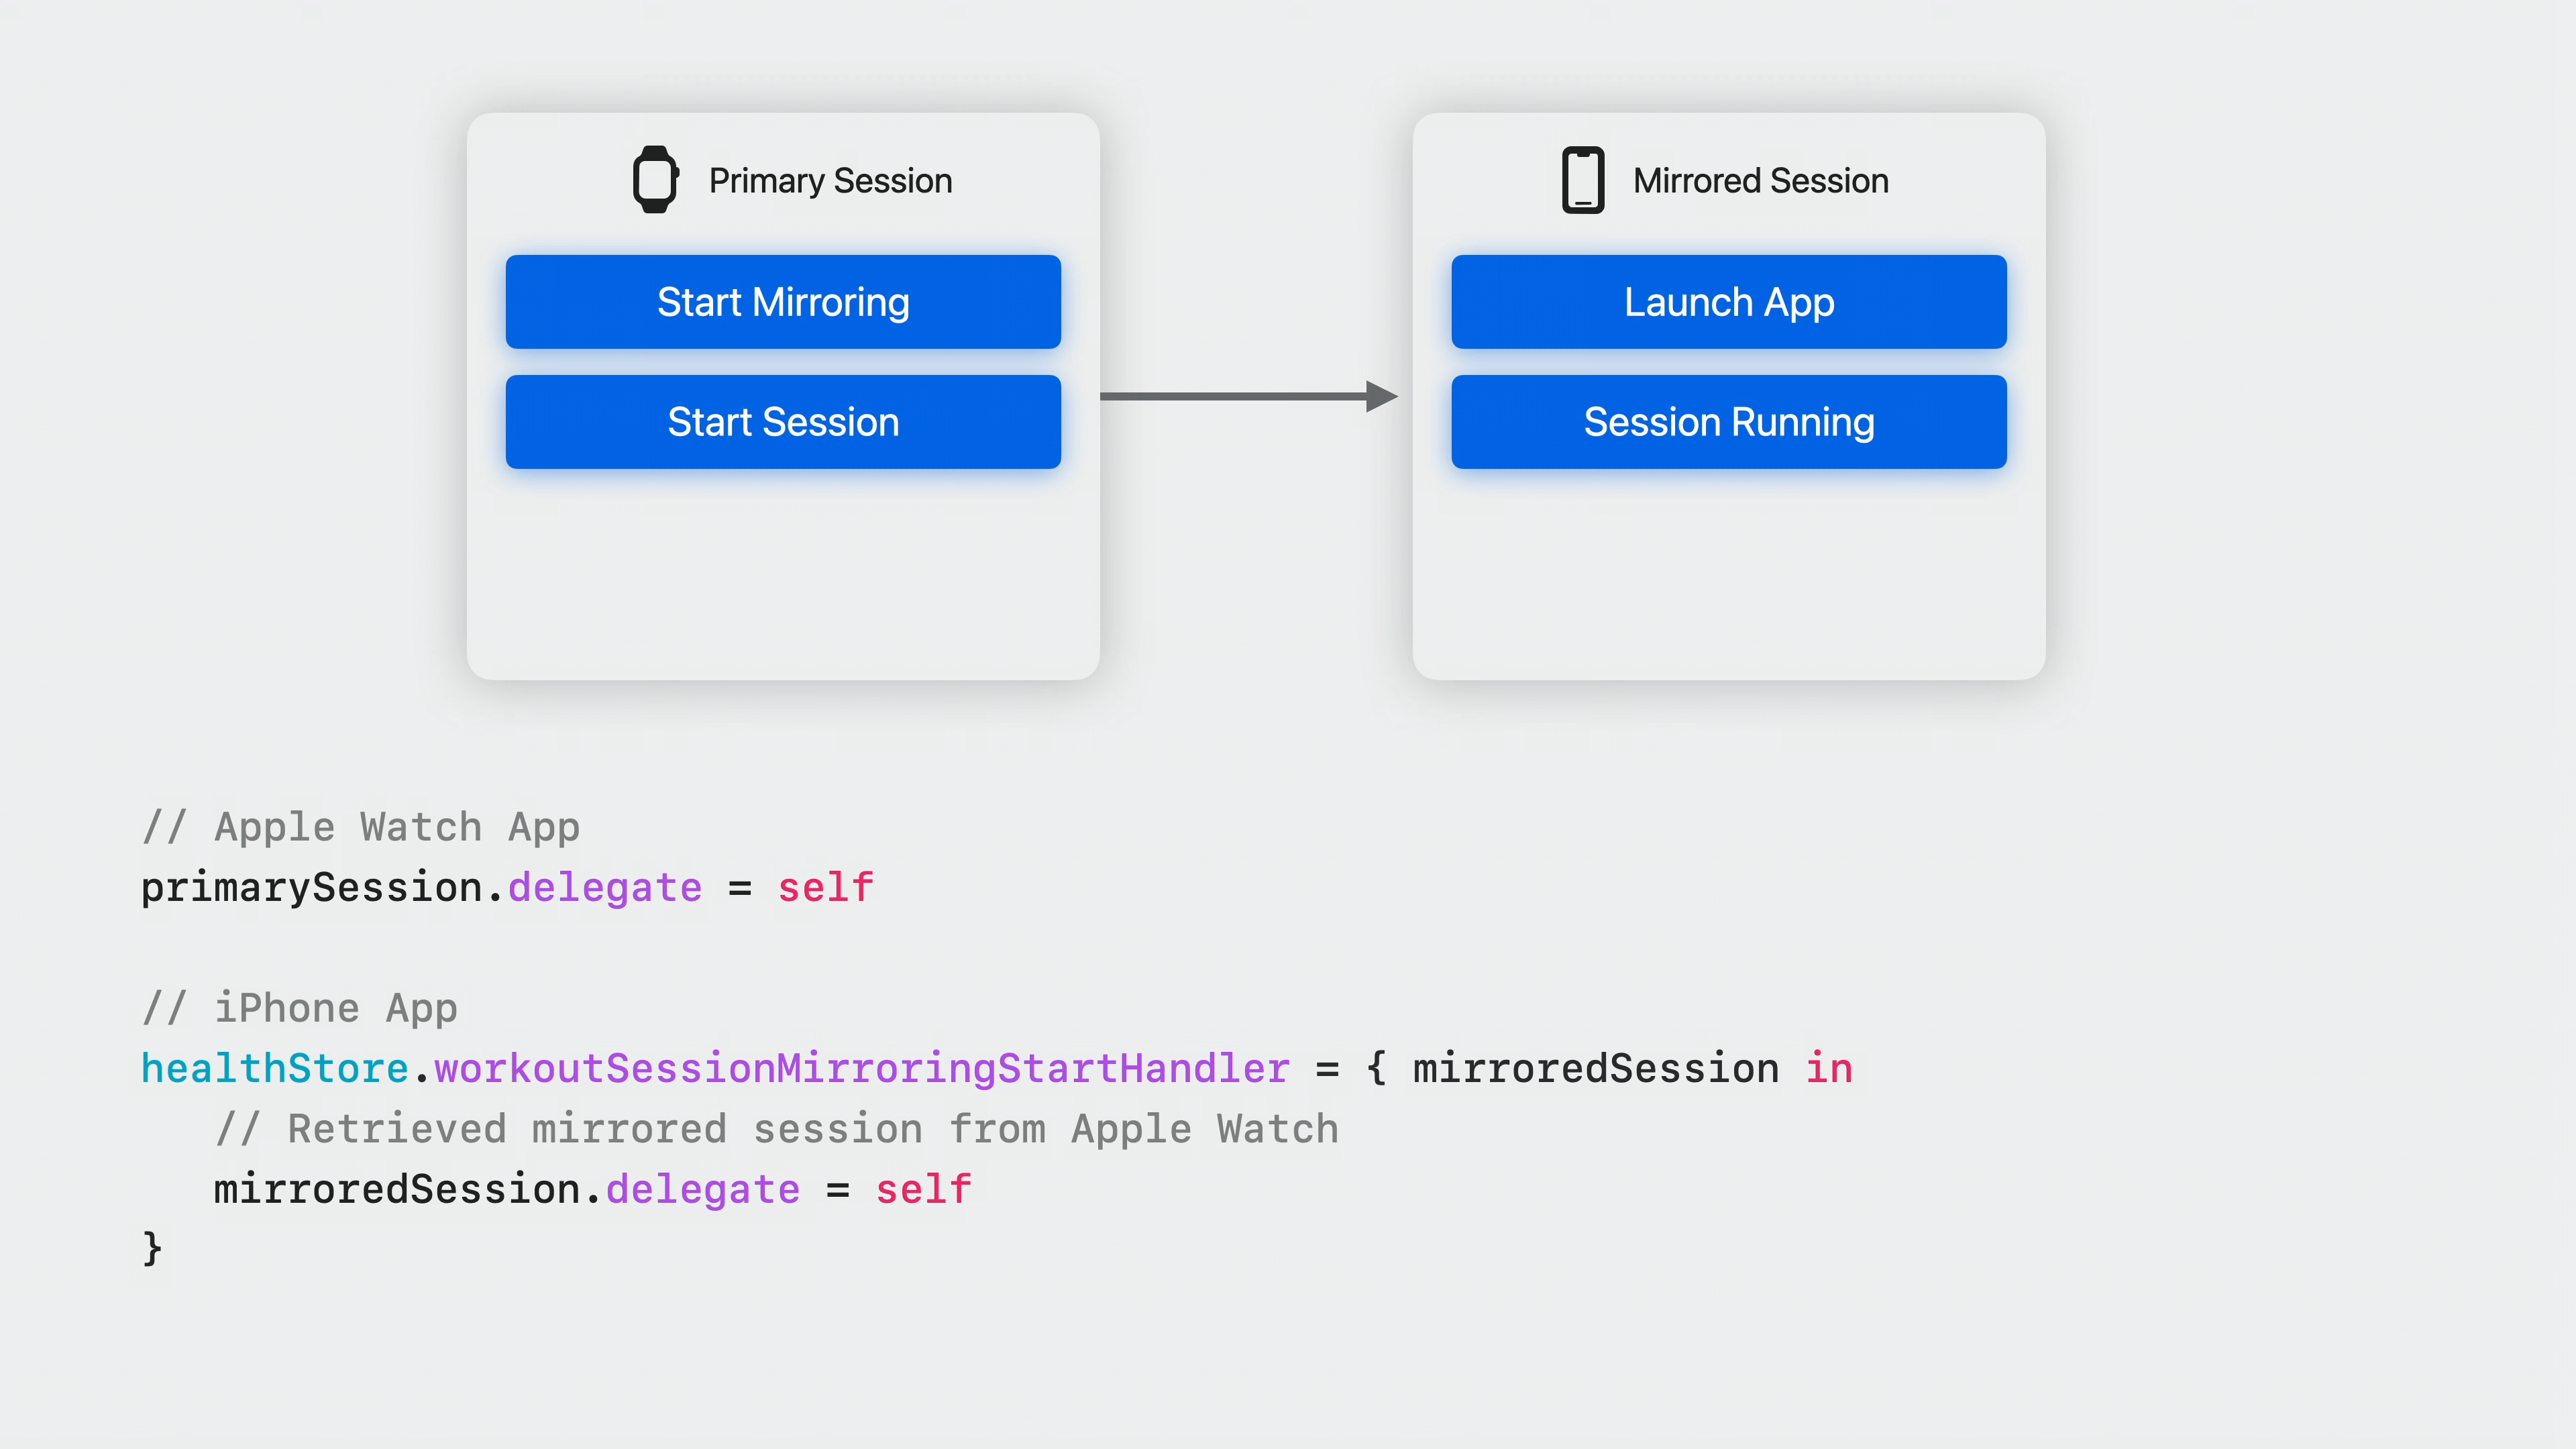 Primary Session
Start Mirroring
Start Session
Mirrored Session
Launch App
Session Running
// Apple Watch App
primarySession.delegate = self
// iPhone App
healthStore.workoutSessionMirroringStartHandler = { mirroredSession in
// Retrieved mirrored session from Apple Watch
mirroredSession.delegate = self
}